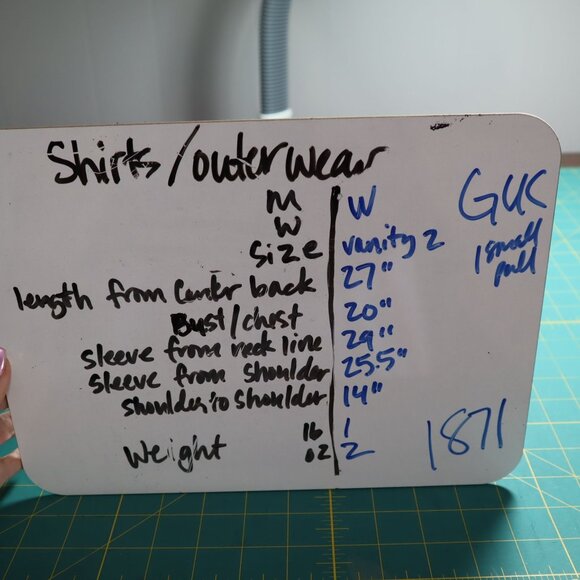 Shirts/outerwear
M
W W
Size vanity 2
length from center back 27"
Bust/chest 20"
sleeve from neck line 29"
sleeve from shoulder 25.5"
shoulder to shoulder 14"
Weight lb 1
oz 2
GUC
1 small
pull
1871